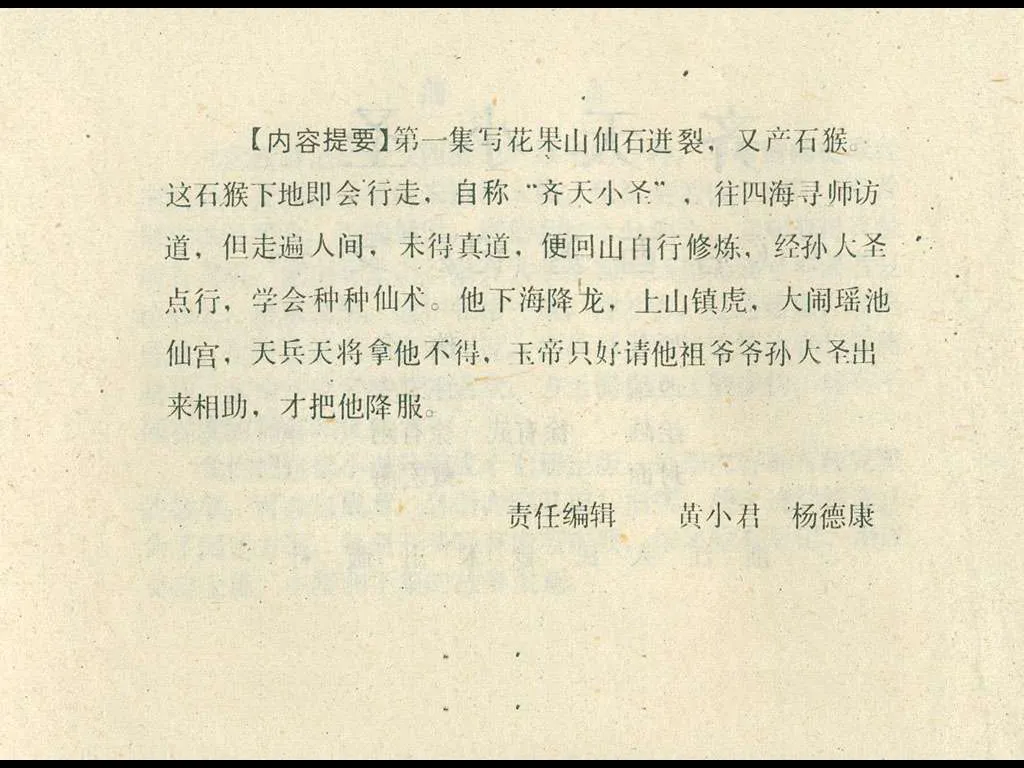 【内容提要】第一集写花果山仙石迸裂，又产石猴。
这石猴下地即会行走，自称“齐天小圣”，往四海寻师访
道，但走遍人间，未得真道，便回山自行修炼，经孙大圣
点行，学会种种仙术。他下海降龙，上山镇虎，大闹瑶池
仙宫，天兵天将拿他不得，玉帝只好请他祖爷爷孙大圣出
来相助，才把他降服。
责任编辑 黄小君 杨德康